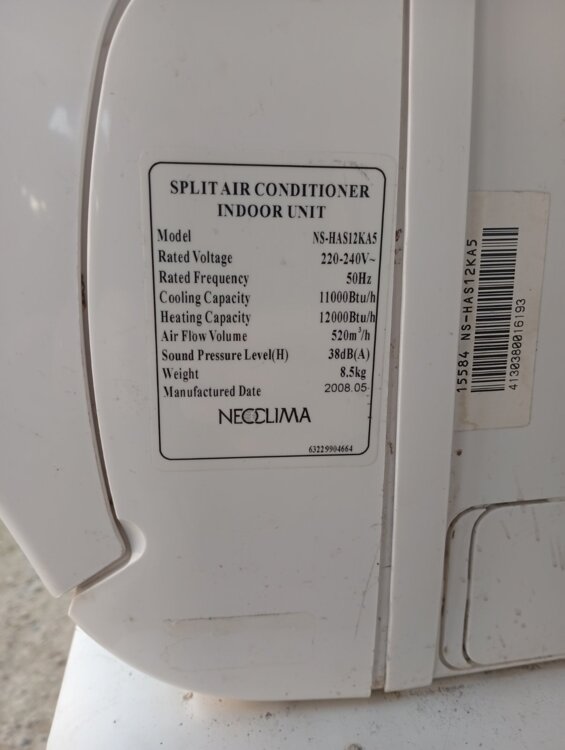 SPLIT AIR CONDITIONER
INDOOR UNIT
Model NS-HAS12KA5
Rated Voltage 220-240V~
Rated Frequency 50Hz
Cooling Capacity 11000Btu/h
Heating Capacity 12000Btu/h
Air Flow Volume 520m³/h
Sound Pressure Level(H) 38dB(A)
Weight 8.5kg
Manufactured Date 2008.05
NEOCLIMA
63229904664
15584 NS-HAS12KA5
4130380016193